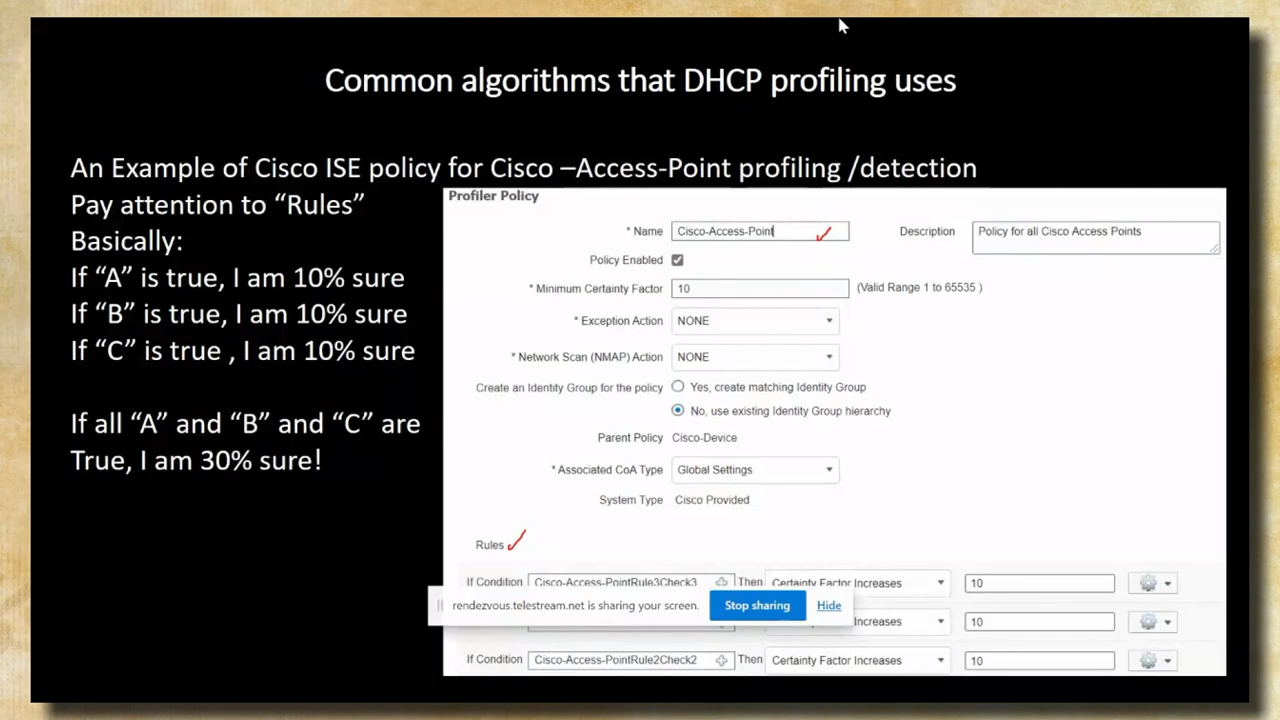 Common algorithms that DHCP profiling uses
An Example of Cisco ISE policy for Cisco –Access-Point profiling /detection
Pay attention to “Rules”
Basically:
If “A” is true, I am 10% sure
If “B” is true, I am 10% sure
If “C” is true , I am 10% sure
If all “A” and “B” and “C” are
True, I am 30% sure!
Profiler Policy
* Name Cisco-Access-Point Description Policy for all Cisco Access Points
Policy Enabled
* Minimum Certainty Factor 10 (Valid Range 1 to 65535 )
* Exception Action NONE
* Network Scan (NMAP) Action NONE
Create an Identity Group for the policy Yes, create matching Identity Group
No, use existing Identity Group hierarchy
Parent Policy Cisco-Device
*Associated CoA Type Global Settings
System Type Cisco Provided
Rules
If Condition Cisco-Access-PointRule3Check3 Then Certainty Factor Increases 10
rendezvous.telestream.net is sharing your screen. Stop sharing Hide
Increases 10
If Condition Cisco-Access-PointRule2Check2 Then Certainty Factor Increases 10